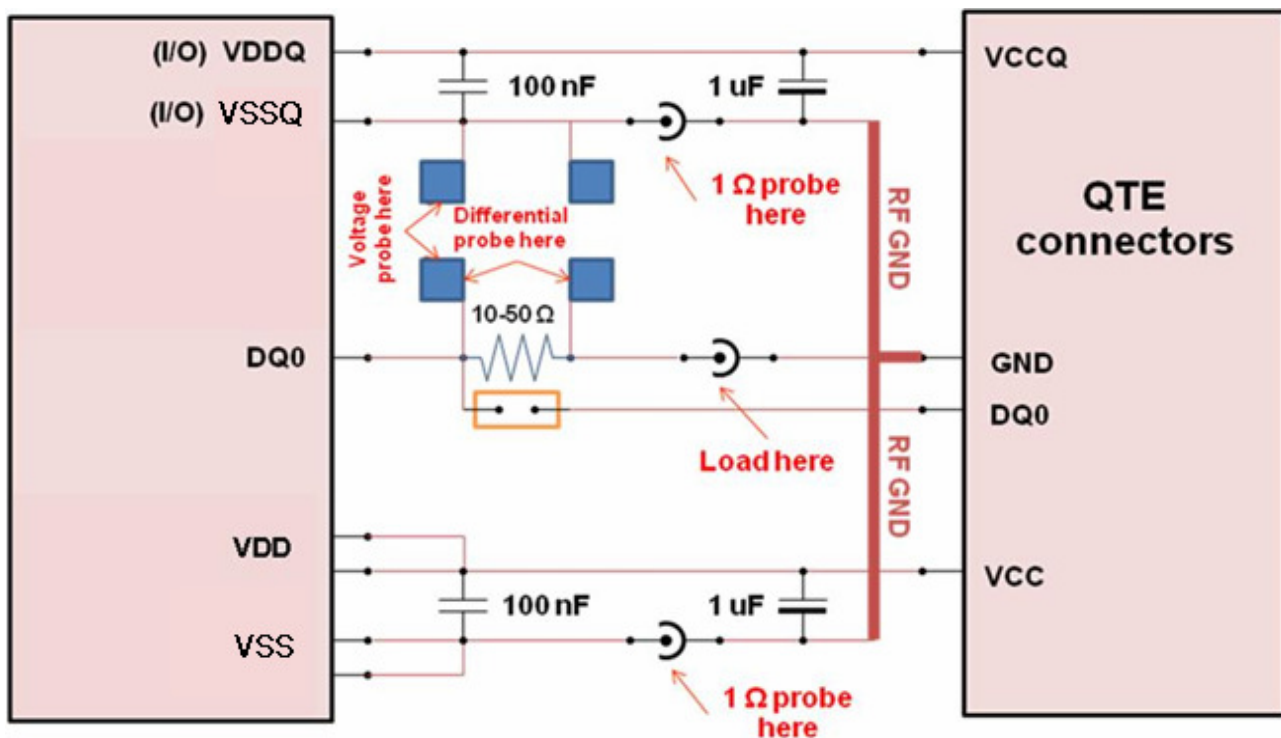 (I/O) VDDQ
100 nF
1 uF
VCCQ
(I/O) VSSQ
1 Ω probe
here
Voltage
probe here
Differential
probe here
RF GND
QTE
connectors
10-50 Ω
DQ0
GND
DQ0
Load here
RF GND
VDD
VCC
100 nF
1 uF
VSS
1 Ω probe
here